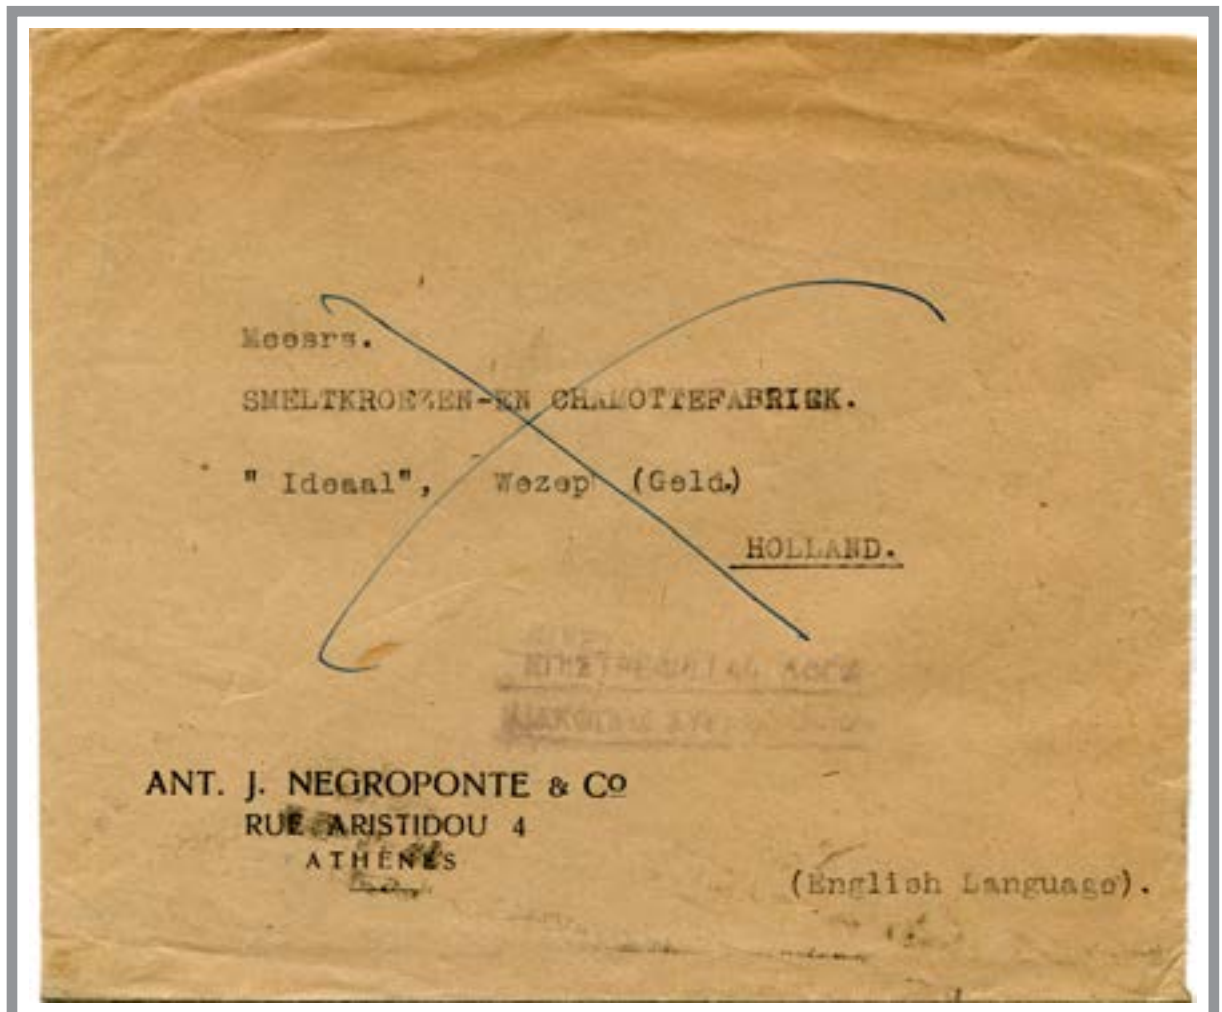 Messrs.
SMELTKROEZEN-EN CHAMOTTEFABRIEK.
" Ideaal", Wezep (Geld.)
HOLLAND.
ANT. J. NEGROPONTE & Co
RUE ARISTIDOU 4
ATHÈNES
(English Language).